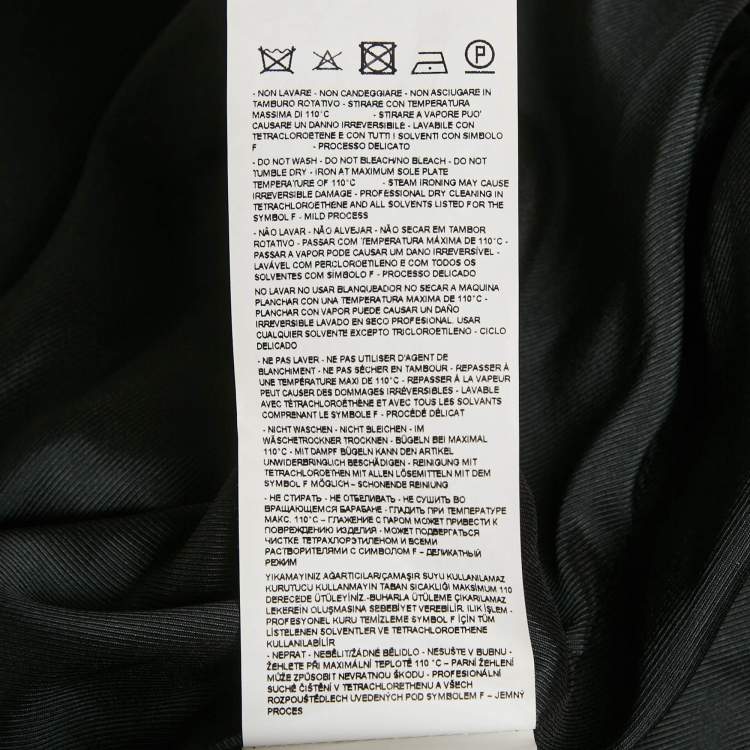 P
- NON LAVARE - NON CANDEGGIARE - NON ASCIUGARE IN
TAMBURO ROTATIVO - STIRARE CON TEMPERATURA
MASSIMA DI 110°C - STIRARE A VAPORE PUO'
CAUSARE UN DANNO IRREVERSIBILE - LAVABILE CON
TETRACLOROETENE E CON TUTTI I SOLVENTI CON SIMBOLO
F - PROCESSO DELICATO
- DO NOT WASH - DO NOT BLEACH/NO BLEACH - DO NOT
TUMBLE DRY - IRON AT MAXIMUM SOLE PLATE
TEMPERATURE OF 110°C - STEAM IRONING MAY CAUSE
IRREVERSIBLE DAMAGE - PROFESSIONAL DRY CLEANING IN
TETRACHLOROETHENE AND ALL SOLVENTS LISTED FOR THE
SYMBOL F - MILD PROCESS
- NÃO LAVAR - NÃO ALVEJAR - NÃO SECAR EM TAMBOR
ROTATIVO - PASSAR COM TEMPERATURA MÁXIMA DE 110°C -
PASSAR A VAPOR PODE CAUSAR UM DANO IRREVERSÍVEL -
LAVÁVEL COM PERCLOROETILENO E COM TODOS OS
SOLVENTES COM SÍMBOLO F - PROCESSO DELICADO
NO LAVAR NO USAR BLANQUEADOR NO SECAR A MAQUINA
PLANCHAR CON UNA TEMPERATURA MAXIMA DE 110°C -
PLANCHAR CON VAPOR PUEDE CAUSAR UN DAÑO
IRREVERSIBLE LAVADO EN SECO PROFESIONAL. USAR
CUALQUIER SOLVENTE EXCEPTO TRICLOROETILENO - CICLO
DELICADO
- NE PAS LAVER - NE PAS UTILISER D'AGENT DE
BLANCHIMENT - NE PAS SÉCHER EN TAMBOUR - REPASSER À
UNE TEMPÉRATURE MAXI DE 110°C - REPASSER À LA VAPEUR
PEUT CAUSER DES DOMMAGES IRRÉVERSIBLES - LAVABLE
AVEC TÉTRACHLOROÉTHÈNE ET AVEC TOUS LES SOLVANTS
COMPRENANT LE SYMBOLE F - PROCÉDÉ DÉLICAT
- NICHT WASCHEN - NICHT BLEICHEN - IM
WÄSCHETROCKNER TROCKNEN - BÜGELN BEI MAXIMAL
110°C - MIT DAMPF BÜGELN KANN DEN ARTIKEL
UNWIDERBRINGLICH BESCHÄDIGEN - REINIGUNG MIT
TETRACHLOROETHEN MIT ALLEN LÖSEMITTELN MIT DEM
SYMBOL F MÖGLICH – SCHONENDE REINIUNG
- НЕ СТИРАТЬ - НЕ ОТБЕЛИВАТЬ - НЕ СУШИТЬ ВО
ВРАЩАЮЩЕМСЯ БАРАБАНЕ - ГЛАДИТЬ ПРИ ТЕМПЕРАТУРЕ
МАКС. 110°C – ГЛАЖЕНИЕ С ПАРОМ МОЖЕТ ПРИВЕСТИ К
ПОВРЕЖДЕНИЮ ИЗДЕЛИЯ - МОЖЕТ ПОДВЕРГАТЬСЯ
ЧИСТКЕ ТЕТРАХЛОРЭТИЛЕНОМ И ВСЕМИ
РАСТВОРИТЕЛЯМИ С СИМВОЛОМ F – ДЕЛИКАТНЫЙ
РЕЖИМ
YIKAMAYINIZ AĞARTICILAR/ÇAMAŞIR SUYU KULLANILAMAZ
KURUTUCU KULLANMAYIN TABAN SICAKLIĞI MAKSİMUM 110
DERECEDE ÜTÜLEYİNİZ.-BUHARLA ÜTÜLEME ÇIKARILAMAZ
LEKERİN OLUŞMASINA SEBEBİYET VEREBİLİR. ILIK İŞLEM -
PROFESYONEL KURU TEMİZLEME SYMBOL F İÇİN TÜM
LİSTELENEN SOLVENTLER VE TETRACHLOROETHENE
KULLANILABİLİR
- NEPRAT - NEBĚLIT/ŽÁDNÉ BĚLIDLO - NESUŠTE V BUBNU -
ŽEHLETE PŘI MAXIMÁLNÍ TEPLOTĚ 110 °C – PARNÍ ŽEHLENÍ
MŮŽE ZPŮSOBIT NEVRATNOU ŠKODU - PROFESIONÁLNÍ
SUCHÉ ČIŠTĚNÍ V TETRACHLORETHENU A VŠECH
ROZPOUŠTĚDLECH UVEDENÝCH POD SYMBOLEM F – JEMNÝ
PROCES